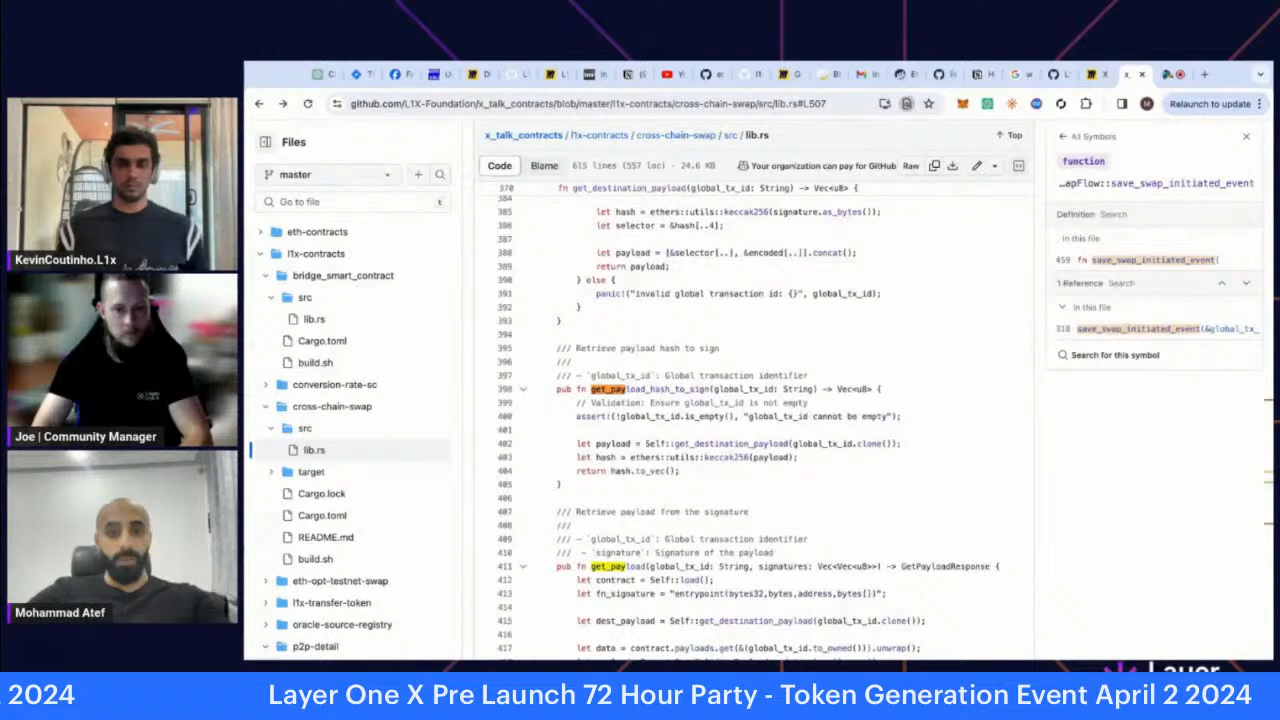 KevinCoutinho.L1x
Joe | Community Manager
Mohammad Atef
github.com/L1X-Foundation/x_talk_contracts/blob/master/l1x-contracts/cross-chain-swap/src/lib.rs#L507
Relaunch to update
Files
master
Go to file
t
eth-contracts
l1x-contracts
bridge_smart_contract
src
lib.rs
Cargo.toml
build.sh
conversion-rate-sc
cross-chain-swap
src
lib.rs
target
Cargo.lock
Cargo.toml
README.md
build.sh
eth-opt-testnet-swap
l1x-transfer-token
oracle-source-registry
p2p-detail
x_talk_contracts / l1x-contracts / cross-chain-swap / src / lib.rs
Top
Code Blame 615 lines (557 loc) · 24.6 KB Your organization can pay for GitHub Raw
370 fn get_destination_payload(global_tx_id: String) -> Vec<u8> {
384
385 let hash = ethers::utils::keccak256(signature.as_bytes());
386 let selector = &hash[..4];
387
388 let payload = [&selector[..], &encoded[..]].concat();
389 return payload;
390 } else {
391 panic!("invalid global transaction id: {}", global_tx_id);
392 }
393 }
394
395 /// Retrieve payload hash to sign
396 ///
397 /// - `global_tx_id`: Global transaction identifier
398 pub fn get_payload_hash_to_sign(global_tx_id: String) -> Vec<u8> {
399 // Validation: Ensure global_tx_id is not empty
400 assert!(!global_tx_id.is_empty(), "global_tx_id cannot be empty");
401
402 let payload = Self::get_destination_payload(global_tx_id.clone());
403 let hash = ethers::utils::keccak256(payload);
404 return hash.to_vec();
405 }
406
407 /// Retrieve payload from the signature
408 ///
409 /// - `global_tx_id`: Global transaction identifier
410 /// - `signature`: Signature of the payload
411 pub fn get_payload(global_tx_id: String, signatures: Vec<Vec<u8>>) -> GetPayloadResponse {
412 let contract = Self::load();
413 let fn_signature = "entrypoint(bytes32,bytes,address,bytes[])";
414
415 let dest_payload = Self::get_destination_payload(global_tx_id.clone());
416
417 let data = contract.payloads.get(&(global_tx_id.to_owned())).unwrap();
All Symbols
function
...apFlow::save_swap_initiated_event
Definition Search
In this file
459 fn save_swap_initiated_event(
1 Reference Search
In this file
318 save_swap_initiated_event(&global_tx_
Search for this symbol
2024 Layer One X Pre Launch 72 Hour Party - Token Generation Event April 2 2024